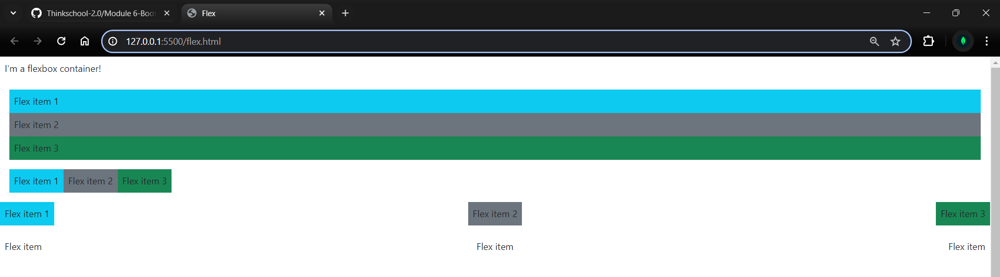 Thinkschool-2.0/Module 6-Boot
Flex
127.0.0.1:5500/flex.html
I'm a flexbox container!
Flex item 1
Flex item 2
Flex item 3
Flex item 1 Flex item 2 Flex item 3
Flex item 1 Flex item 2 Flex item 3
Flex item Flex item Flex item